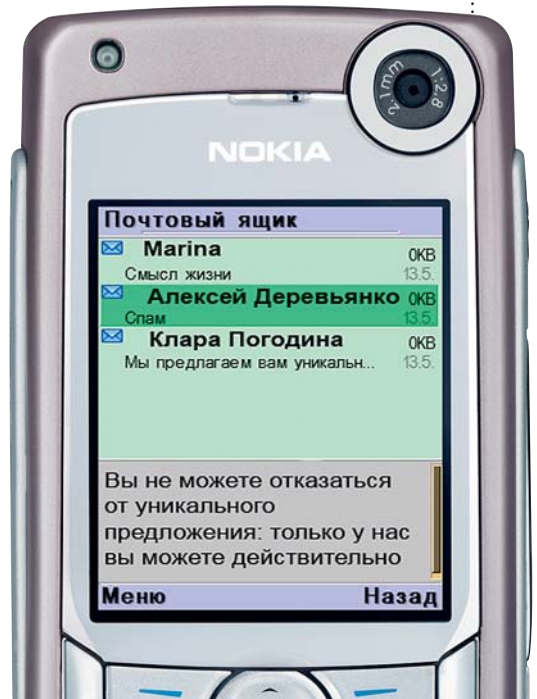 2.1mm 1:2.8
NOKIA
Почтовый ящик
Marina 0KB
Смысл жизни 13.5.
Алексей Деревьянко 0KB
Спам 13.5.
Клара Погодина 0KB
Мы предлагаем вам уникальн... 13.5.
Вы не можете отказаться
от уникального
предложения: только у нас
вы можете действительно
Меню Назад